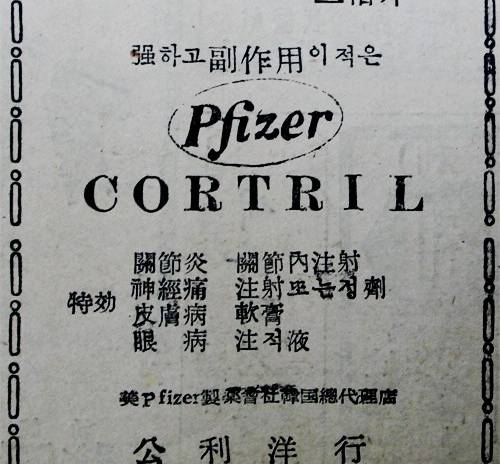 强하고副作用이적은
Pfizer
CORTRIL
關節炎 關節內注射
神經痛 注射또는정劑
特効
皮膚病 軟膏
眼病 注적液
美Pfizer製藥會社韓国總代理店
公利洋行